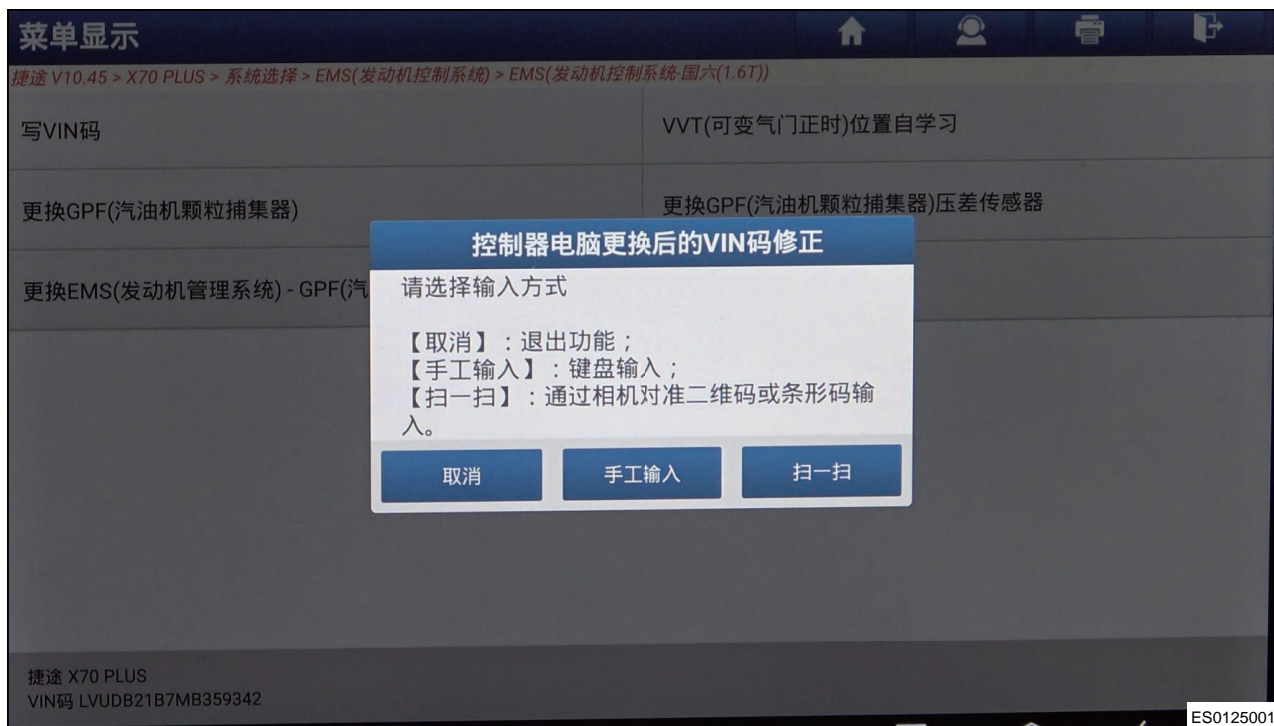 菜单显示
捷途 V10.45 > X70 PLUS > 系统选择 > EMS(发动机控制系统) > EMS(发动机控制系统-国六(1.6T))
写VIN码
VVT(可变气门正时)位置自学习
更换GPF(汽油机颗粒捕集器)
更换GPF(汽油机颗粒捕集器)压差传感器
更换EMS(发动机管理系统) - GPF(汽
控制器电脑更换后的VIN码修正
请选择输入方式
【取消】:退出功能;
【手工输入】:键盘输入;
【扫一扫】:通过相机对准二维码或条形码输
入。
取消
手工输入
扫一扫
捷途 X70 PLUS
VIN码 LVUDB21B7MB359342
ES0125001